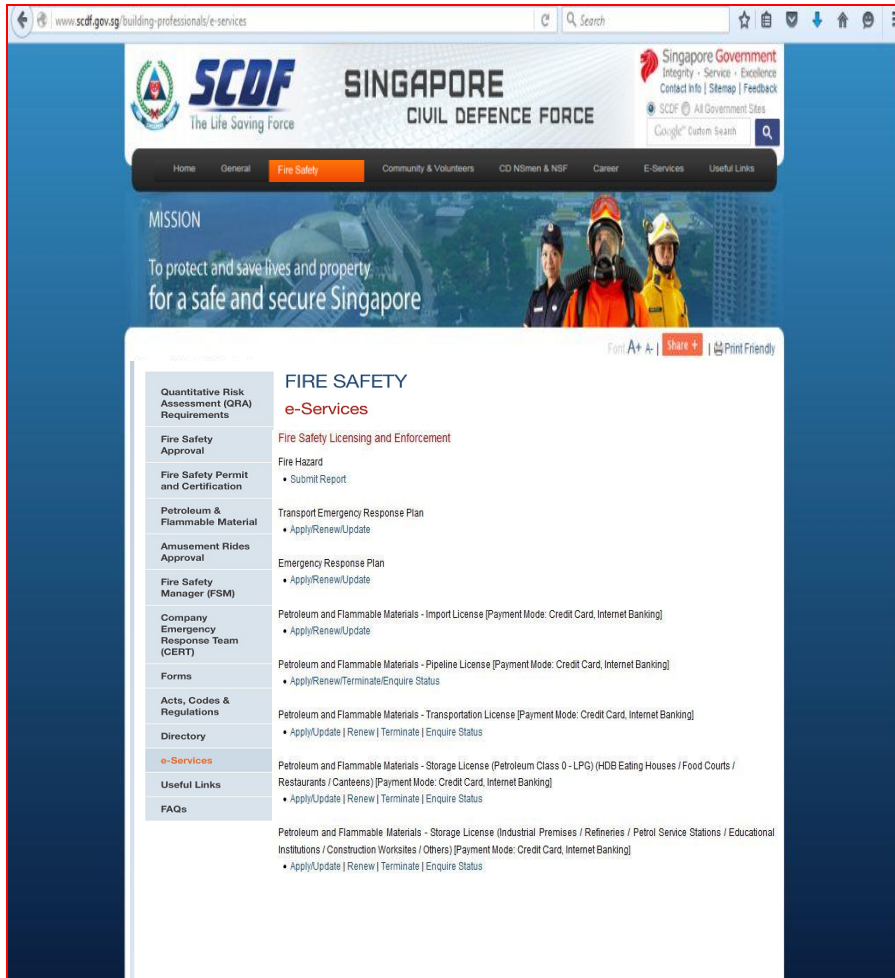 www.scdf.gov.sg/building-professionals/e-services
Search
SCDF
The Life Saving Force
SINGAPORE
CIVIL DEFENCE FORCE
Singapore Government
Integrity · Service · Excellence
Contact Info | Sitemap | Feedback
SCDF All Government Sites
Google™ Custom Search
Home General Fire Safety Community & Volunteers CD NSmen & NSF Career E-Services Useful Links
MISSION
To protect and save lives and property
for a safe and secure Singapore
Font A+ A- | Share + | Print Friendly
Quantitative Risk
Assessment (QRA)
Requirements
Fire Safety
Approval
Fire Safety Permit
and Certification
Petroleum &
Flammable Material
Amusement Rides
Approval
Fire Safety
Manager (FSM)
Company
Emergency
Response Team
(CERT)
Forms
Acts, Codes &
Regulations
Directory
e-Services
Useful Links
FAQs
FIRE SAFETY
e-Services
Fire Safety Licensing and Enforcement
Fire Hazard
• Submit Report
Transport Emergency Response Plan
• Apply/Renew/Update
Emergency Response Plan
• Apply/Renew/Update
Petroleum and Flammable Materials - Import License [Payment Mode: Credit Card, Internet Banking]
• Apply/Renew/Update
Petroleum and Flammable Materials - Pipeline License [Payment Mode: Credit Card, Internet Banking]
• Apply/Renew/Terminate/Enquire Status
Petroleum and Flammable Materials - Transportation License [Payment Mode: Credit Card, Internet Banking]
• Apply/Update | Renew | Terminate | Enquire Status
Petroleum and Flammable Materials - Storage License (Petroleum Class 0 - LPG) (HDB Eating Houses / Food Courts /
Restaurants / Canteens) [Payment Mode: Credit Card, Internet Banking]
• Apply/Update | Renew | Terminate | Enquire Status
Petroleum and Flammable Materials - Storage License (Industrial Premises / Refineries / Petrol Service Stations / Educational
Institutions / Construction Worksites / Others) [Payment Mode: Credit Card, Internet Banking]
• Apply/Update | Renew | Terminate | Enquire Status